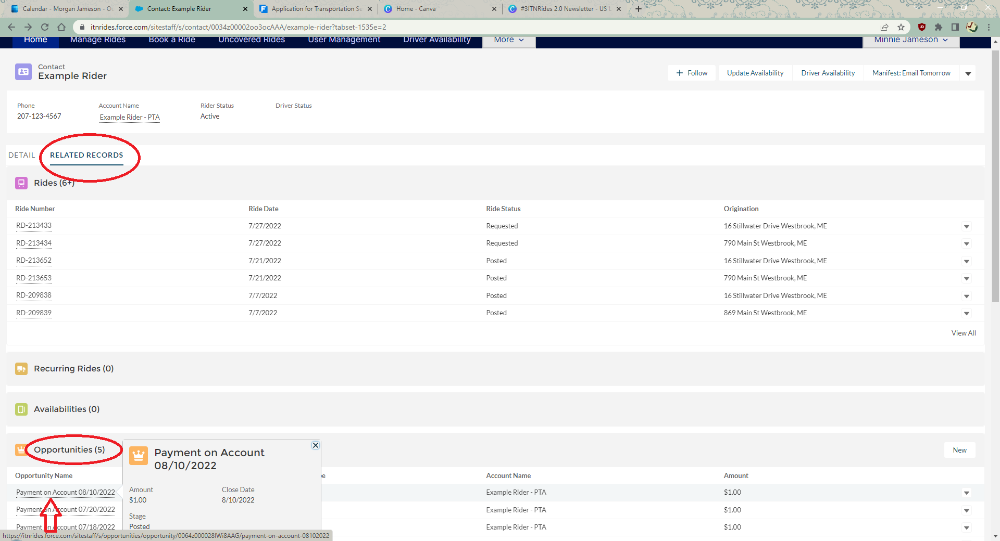 Calendar - Morgan Jameson - Ou
Contact: Example Rider
Application for Transportation Se
Home - Canva
#3ITNRides 2.0 Newsletter - US L
itnrides.force.com/sitestaff/s/contact/0034z00002oo3ocAAA/example-rider?tabset-1535e=2
Home Manage Rides Book a Ride Uncovered Rides User Management Driver Availability More Minnie Jameson
Contact
Example Rider
Follow Update Availability Driver Availability Manifest: Email Tomorrow
Phone Account Name Rider Status Driver Status
207-123-4567 Example Rider - PTA Active
DETAIL RELATED RECORDS
Rides (6+)
Ride Number Ride Date Ride Status Origination
RD-213433 7/27/2022 Requested 16 Stillwater Drive Westbrook, ME
RD-213434 7/27/2022 Requested 790 Main St Westbrook, ME
RD-213652 7/21/2022 Posted 16 Stillwater Drive Westbrook, ME
RD-213653 7/21/2022 Posted 790 Main St Westbrook, ME
RD-209838 7/7/2022 Posted 16 Stillwater Drive Westbrook, ME
RD-209839 7/7/2022 Posted 869 Main St Westbrook, ME
View All
Recurring Rides (0)
Availabilities (0)
Opportunities (5)
New
Opportunity Name Account Name Amount
Payment on Account 08/10/2022 Example Rider - PTA $1.00
Payment on Account 07/20/2022 Example Rider - PTA $1.00
Payment on Account 07/18/2022 Example Rider - PTA $1.00
Payment on Account
08/10/2022
Amount Close Date
$1.00 8/10/2022
Stage
Posted
https://itnrides.force.com/sitestaff/s/opportunities/opportunity/0064z000028IWi8AAG/payment-on-account-08102022